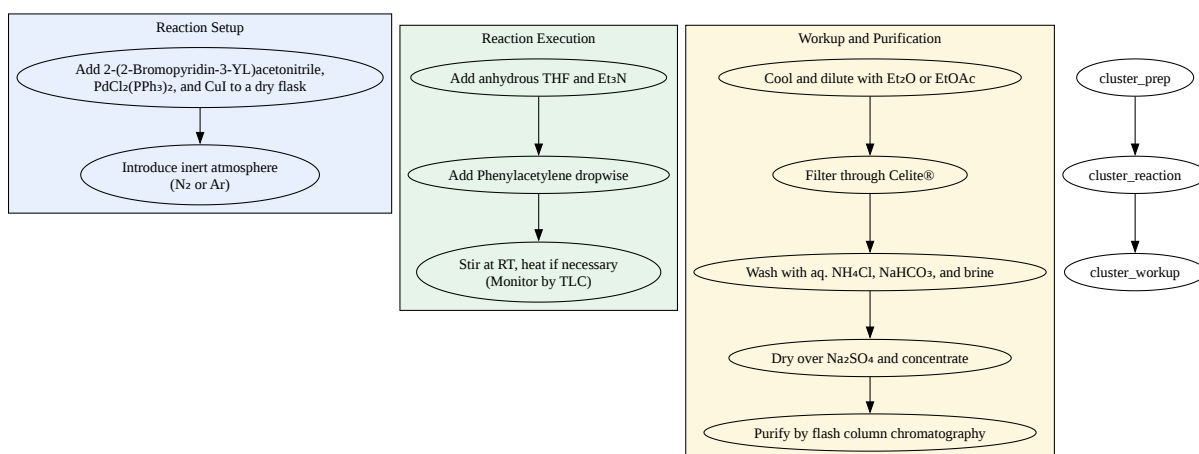 Reaction Setup
Add 2-(2-Bromopyridin-3-YL)acetonitrile,
PdCl₂(PPh₃)₂, and CuI to a dry flask
Introduce inert atmosphere
(N₂ or Ar)
Reaction Execution
Add anhydrous THF and Et₃N
Add Phenylacetylene dropwise
Stir at RT, heat if necessary
(Monitor by TLC)
Workup and Purification
Cool and dilute with Et₂O or EtOAc
Filter through Celite®
Wash with aq. NH₄Cl, NaHCO₃, and brine
Dry over Na₂SO₄ and concentrate
Purify by flash column chromatography
cluster_prep
cluster_reaction
cluster_workup